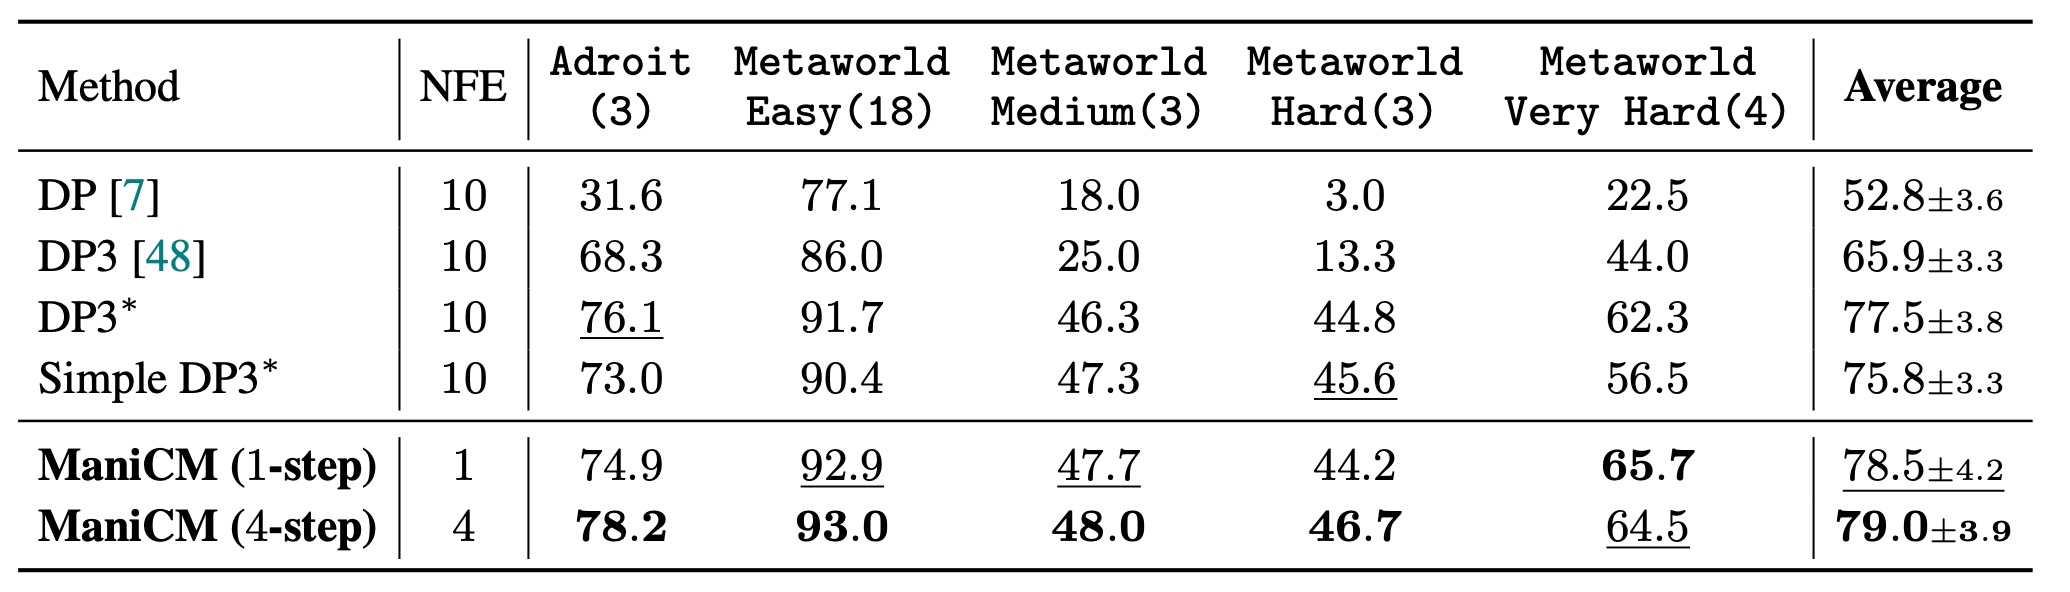 Method NFE Adroit (3) Metaworld Easy(18) Metaworld Medium(3) Metaworld Hard(3) Metaworld Very Hard(4) Average
DP [7] 10 31.6 77.1 18.0 3.0 22.5 52.8±3.6
DP3 [48] 10 68.3 86.0 25.0 13.3 44.0 65.9±3.3
DP3* 10 76.1 91.7 46.3 44.8 62.3 77.5±3.8
Simple DP3* 10 73.0 90.4 47.3 45.6 56.5 75.8±3.3
ManiCM (1-step) 1 74.9 92.9 47.7 44.2 65.7 78.5±4.2
ManiCM (4-step) 4 78.2 93.0 48.0 46.7 64.5 79.0±3.9